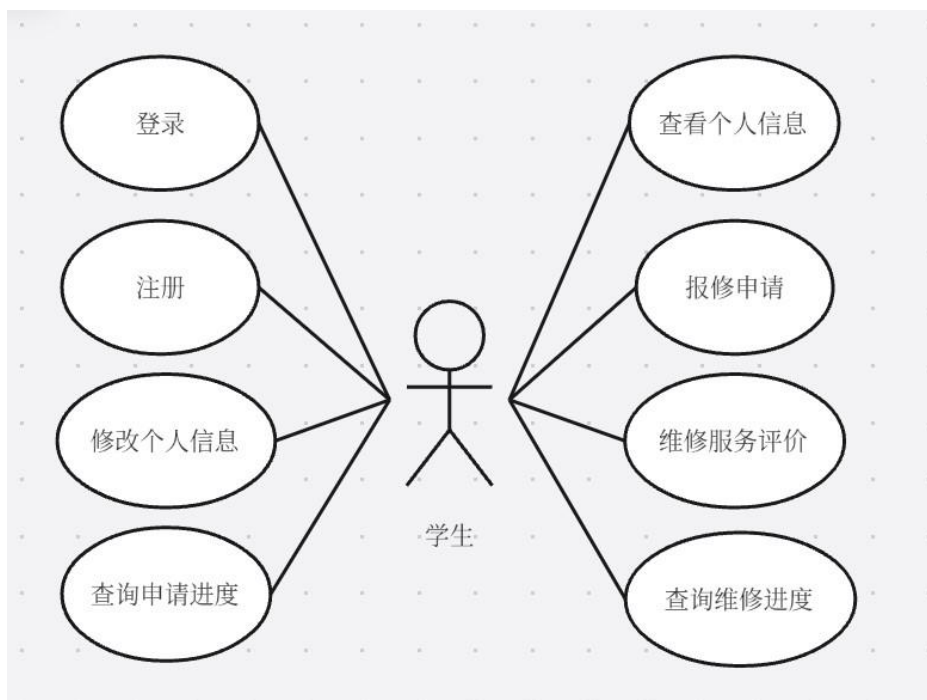 登录
注册
修改个人信息
查询申请进度
学生
查看个人信息
报修申请
维修服务评价
查询维修进度